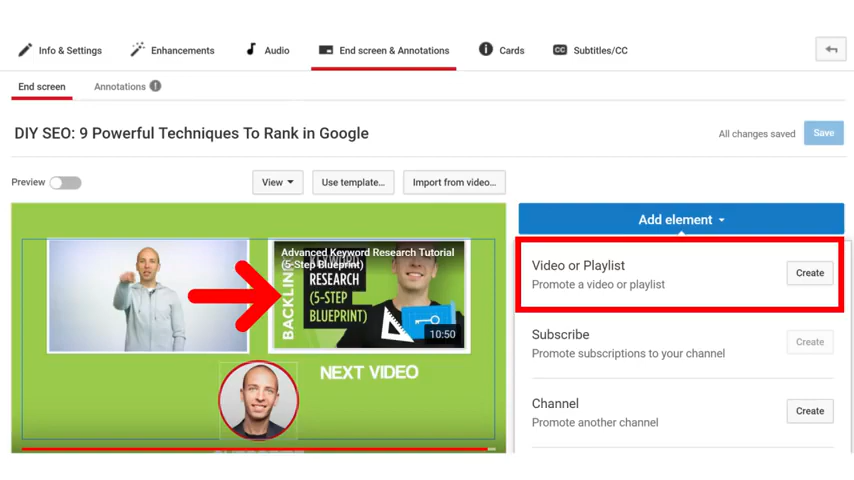 Info & Settings
Enhancements
Audio
End screen & Annotations
Cards
CC
Subtitles/CC
End screen
Annotations
DIY SEO: 9 Powerful Techniques To Rank in Google
All changes saved
Save
Preview
View
Use template...
Import from video...
Add element
Advanced Keyword Research Tutorial
(5-Step Blueprint)
BACKLINK
RESEARCH
(5-STEP
BLUEPRINT)
10:50
NEXT VIDEO
Video or Playlist
Promote a video or playlist
Create
Subscribe
Promote subscriptions to your channel
Create
Channel
Promote another channel
Create